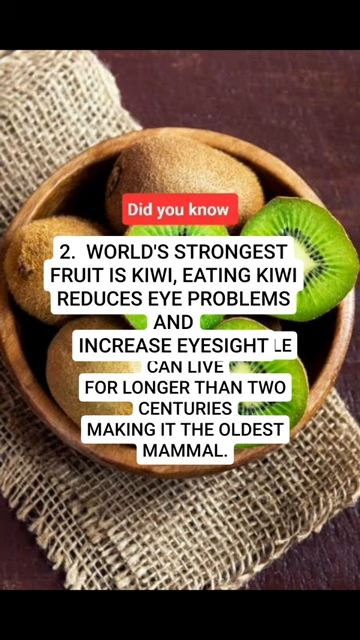 Did you know
2. WORLD'S STRONGEST
FRUIT IS KIWI, EATING KIWI
REDUCES EYE PROBLEMS
AND
INCREASE EYESIGHT LE
CAN LIVE
FOR LONGER THAN TWO
CENTURIES
MAKING IT THE OLDEST
MAMMAL.